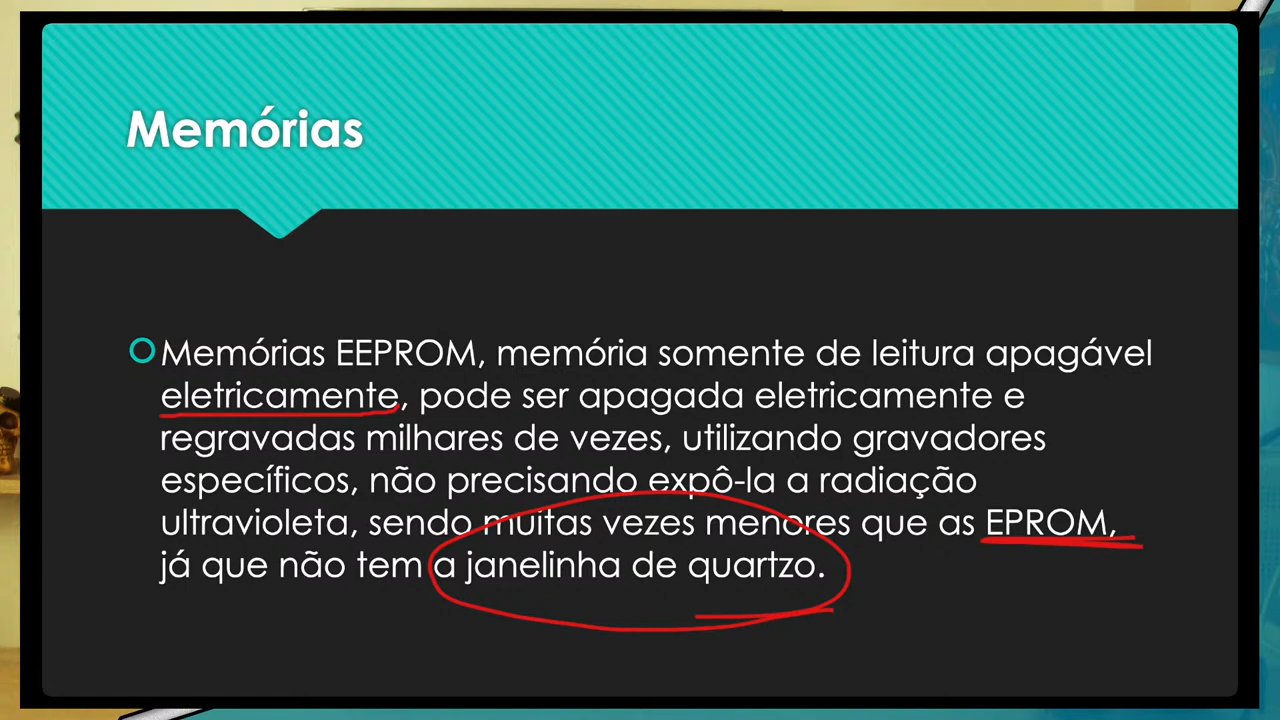 Memórias
Memórias EEPROM, memória somente de leitura apagável
eletricamente, pode ser apagada eletricamente e
regravadas milhares de vezes, utilizando gravadores
específicos, não precisando expô-la a radiação
ultravioleta, sendo muitas vezes menores que as EPROM,
já que não tem a janelinha de quartzo.